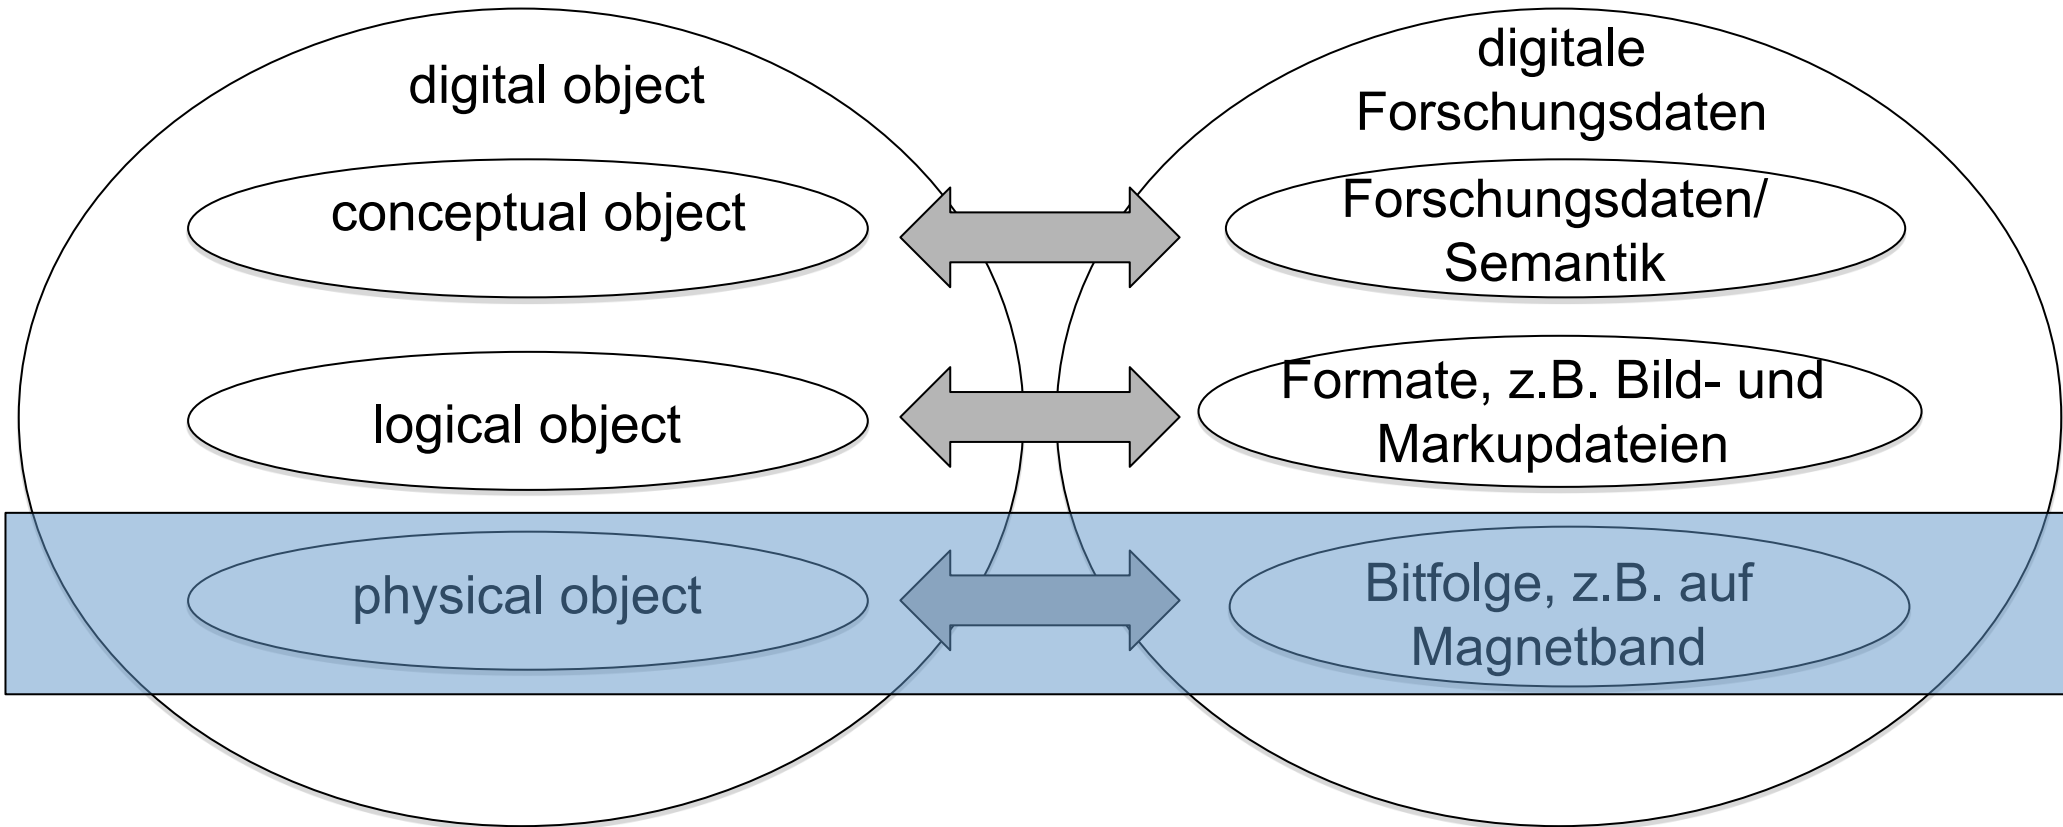 digital object
conceptual object
logical object
physical object
digitale
Forschungsdaten
Forschungsdaten/
Semantik
Formate, z.B. Bild- und
Markupdateien
Bitfolge, z.B. auf
Magnetband